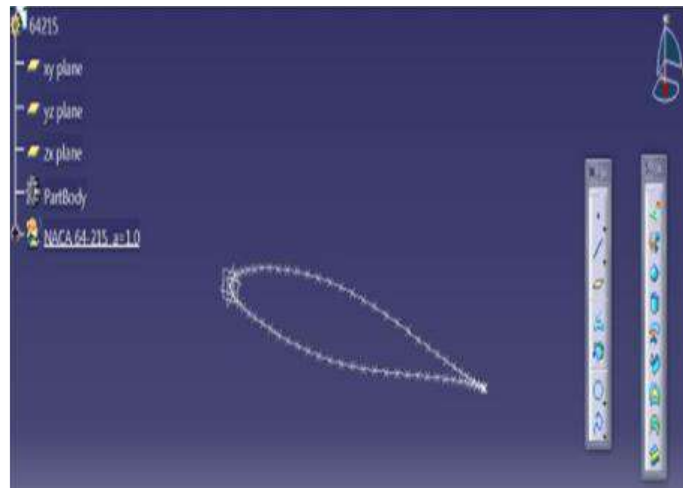 64215
xy plane
yz plane
zx plane
PartBody
NACA 64-215, a=1.0